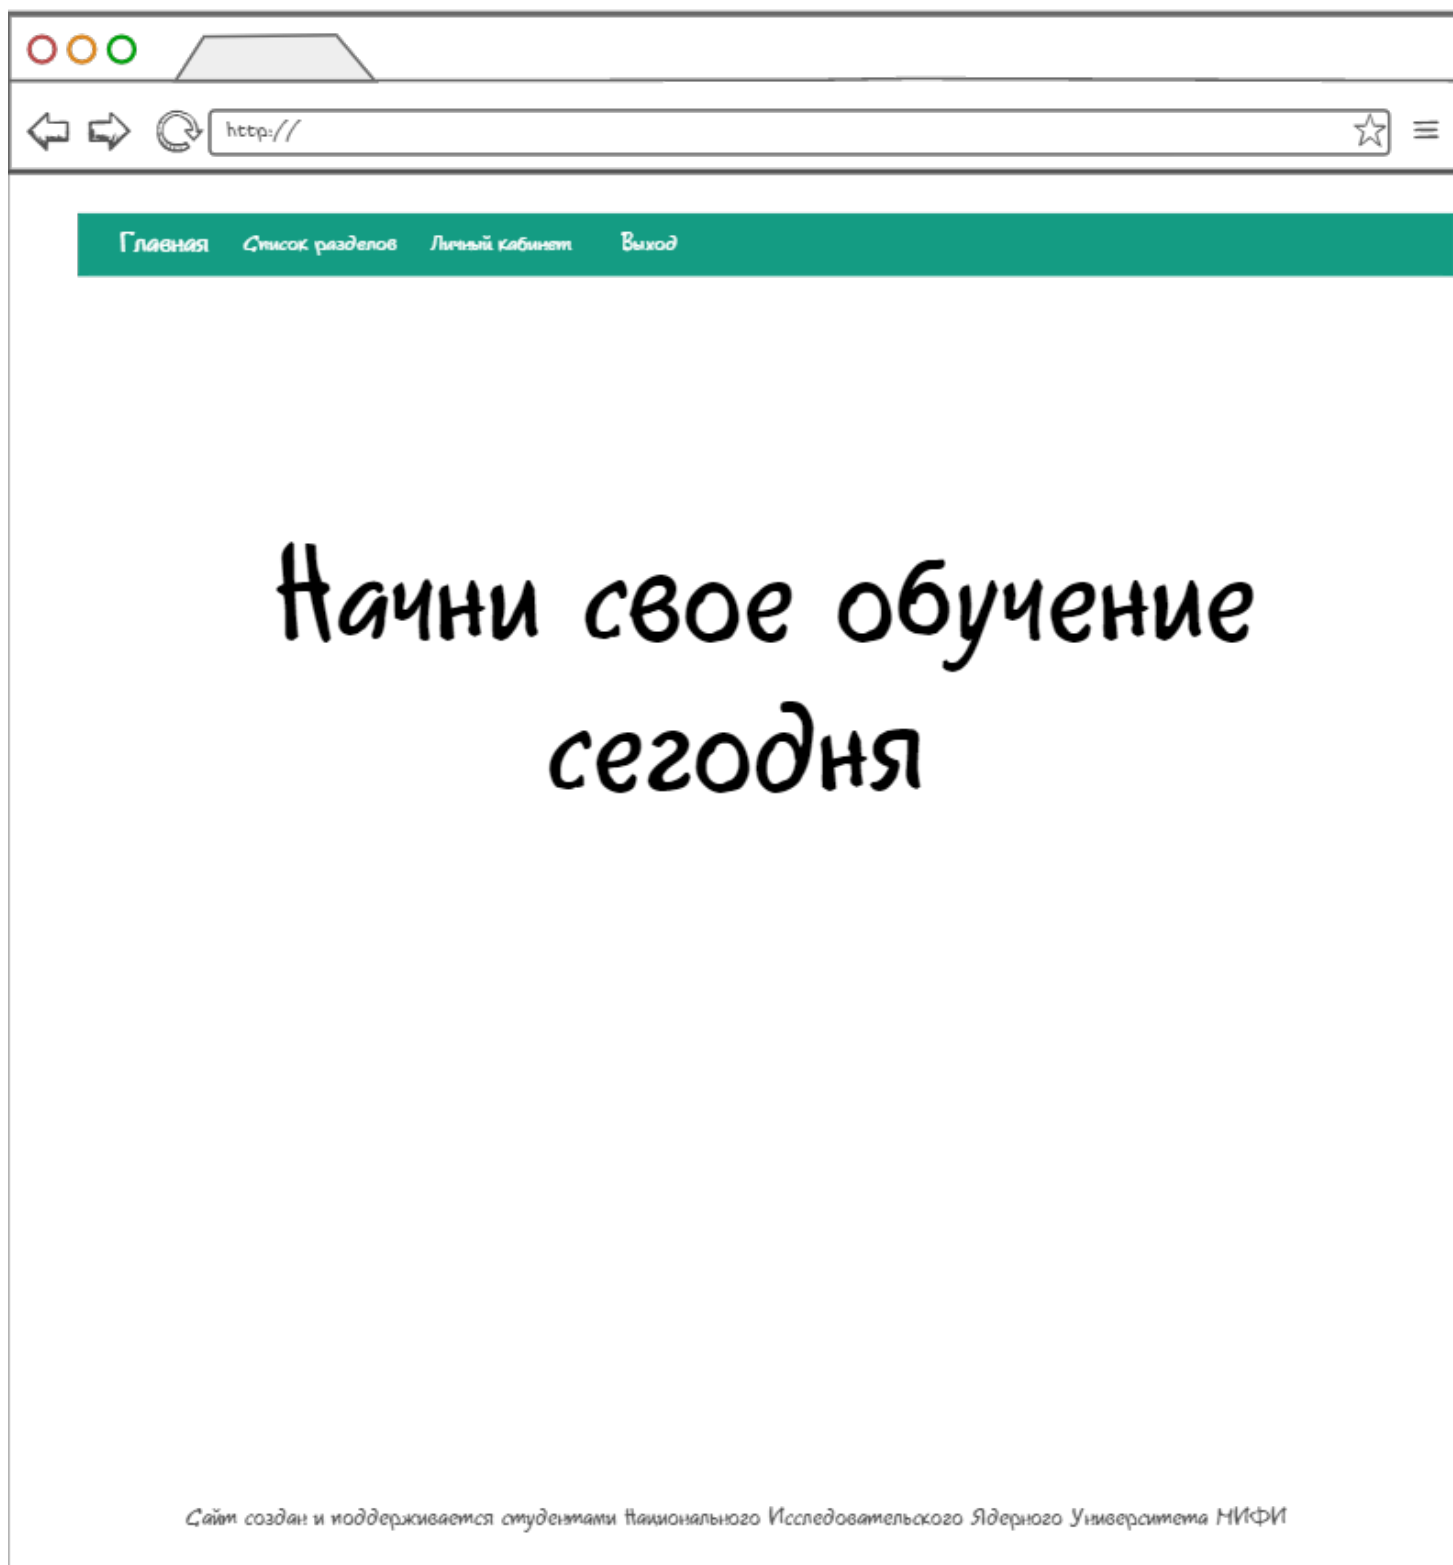 http://
Главная Список разделов Личный кабинет Выход
Начни свое обучение
сегодня
Сайт создан и поддерживается студентами Национального Исследовательского Ядерного Университета МИФИ